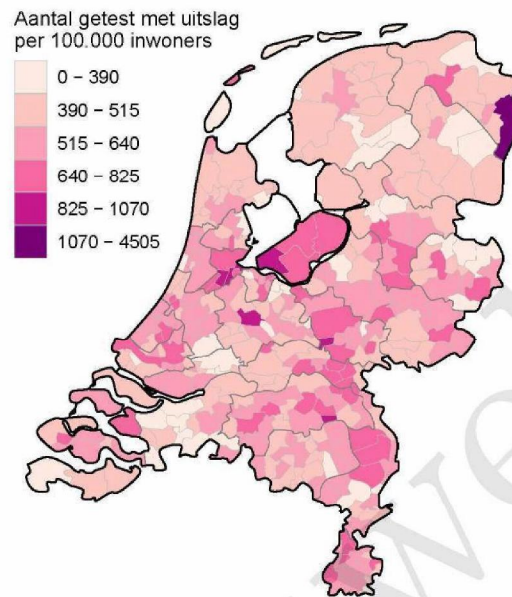 Aantal getest met uitslag
per 100.000 inwoners
0 – 390
390 – 515
515 – 640
640 – 825
825 – 1070
1070 – 4505
we